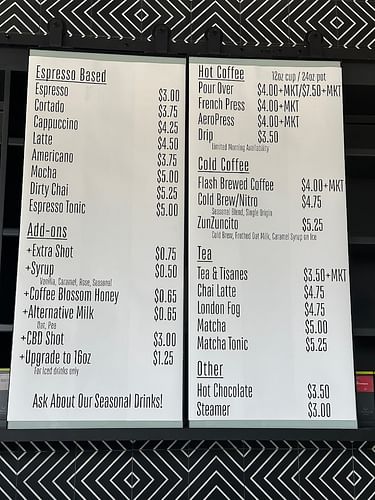 Espresso Based
Espresso $3.00
Cortado $3.75
Cappuccino $4.25
Latte $4.50
Americano $3.75
Mocha $5.00
Dirty Chai $5.25
Espresso Tonic $5.00
Add-ons
+Extra Shot $0.75
+Syrup $0.50
Vanilla, Caramel, Rose, Seasonal
+Coffee Blossom Honey $0.65
+Alternative Milk $0.65
Oat, Pea
+CBD Shot $3.00
+Upgrade to 16oz $1.25
For Iced drinks only
Ask About Our Seasonal Drinks!
Hot Coffee 12oz cup / 24oz pot
Pour Over $4.00+MKT/$7.50+MKT
French Press $4.00+MKT
AeroPress $4.00+MKT
Drip $3.50
Limited Morning Availability
Cold Coffee
Flash Brewed Coffee $4.00+MKT
Cold Brew/Nitro $4.75
Seasonal Blend, Single Origin
ZunZuncito $5.25
Cold Brew, Frothed Oat Milk, Caramel Syrup on Ice
Tea
Tea & Tisanes $3.50+MKT
Chai Latte $4.75
London Fog $4.75
Matcha $5.00
Matcha Tonic $5.25
Other
Hot Chocolate $3.50
Steamer $3.00